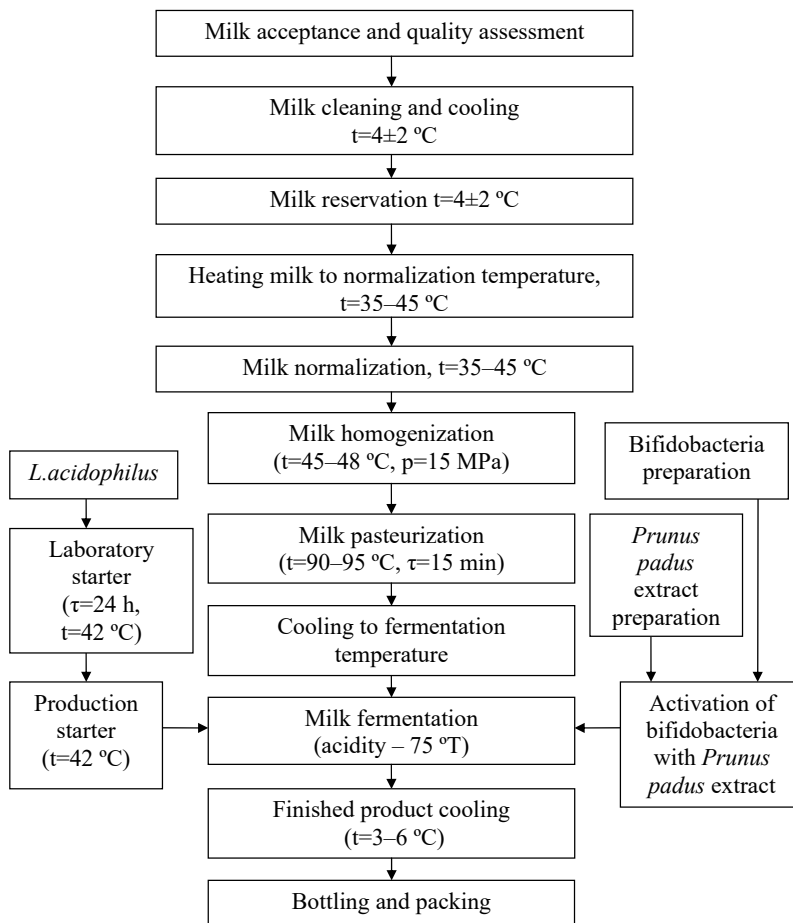 Milk acceptance and quality assessment
Milk cleaning and cooling
t=4±2 ºC
Milk reservation t=4±2 ºC
Heating milk to normalization temperature,
t=35–45 ºC
Milk normalization, t=35–45 ºC
Milk homogenization
(t=45–48 ºC, p=15 MPa)
Bifidobacteria
preparation
L.acidophilus
Milk pasteurization
(t=90–95 ºC, τ=15 min)
Prunus
padus
extract
preparation
Laboratory
starter
(τ=24 h,
t=42 ºC)
Cooling to fermentation
temperature
Production
starter
(t=42 ºC)
Milk fermentation
(acidity – 75 ºT)
Activation of
bifidobacteria
with Prunus
padus extract
Finished product cooling
(t=3–6 ºC)
Bottling and packing